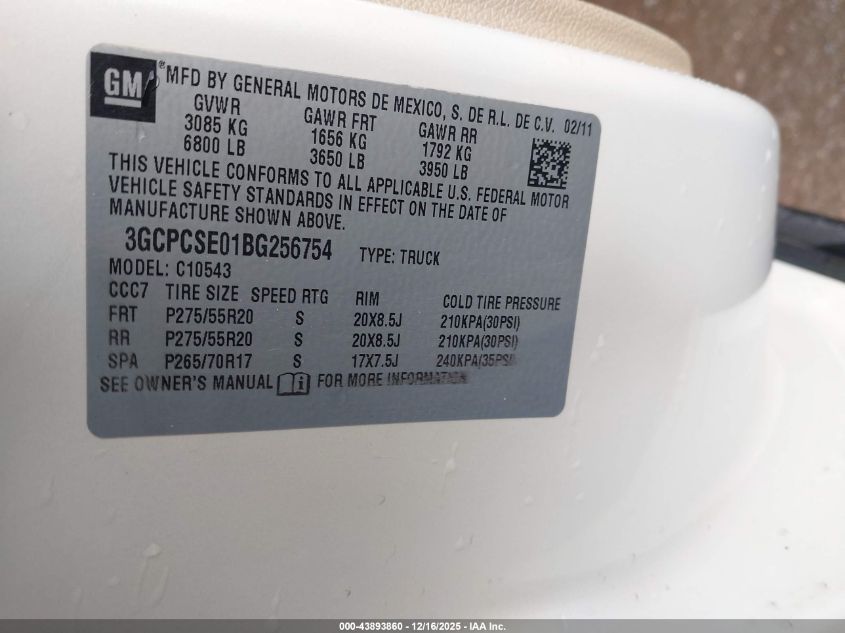 GM ® MFD BY GENERAL MOTORS DE MEXICO, S. DE R.L. DE C.V. 02/11
GVWR GAWR FRT GAWR RR
3085 KG 1656 KG 1792 KG
6800 LB 3650 LB 3950 LB
THIS VEHICLE CONFORMS TO ALL APPLICABLE U.S. FEDERAL MOTOR
VEHICLE SAFETY STANDARDS IN EFFECT ON THE DATE OF
MANUFACTURE SHOWN ABOVE.
3GCPCSE01BG256754 TYPE: TRUCK
MODEL: C10543
CCC7 TIRE SIZE SPEED RTG RIM COLD TIRE PRESSURE
FRT P275/55R20 S 20X8.5J 210KPA(30PSI)
RR P275/55R20 S 20X8.5J 210KPA(30PSI)
SPA P265/70R17 S 17X7.5J 240KPA(35PSI)
SEE OWNER'S MANUAL i FOR MORE INFORMATION
000-43893860 - 12/16/2025 - IAA Inc.